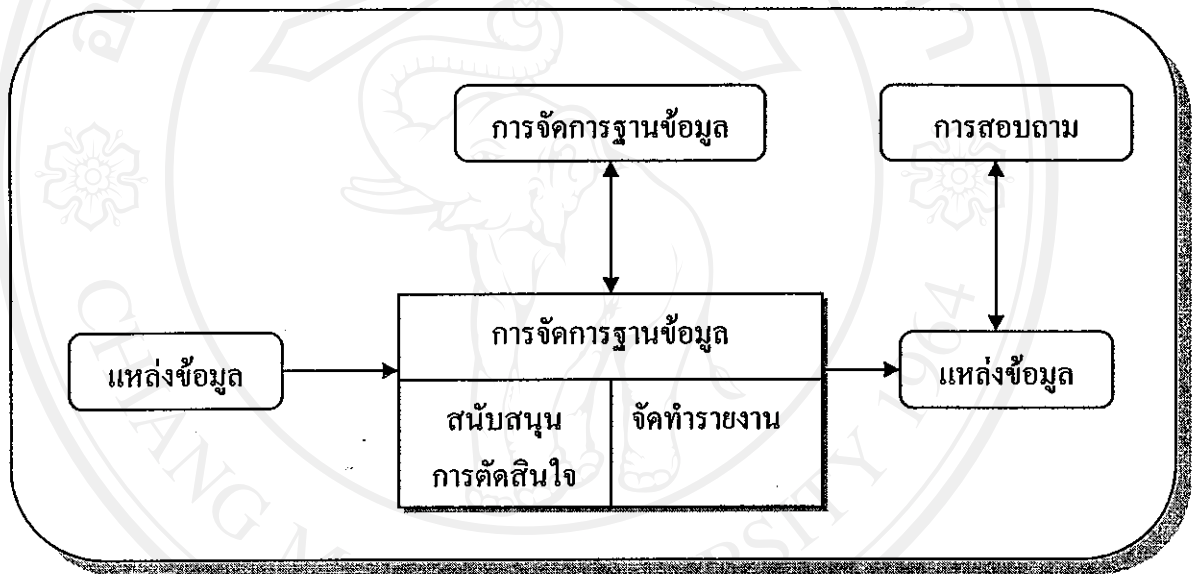 การจัดการฐานข้อมูล
การสอบถาม
การจัดการฐานข้อมูล
แหล่งข้อมูล
แหล่งข้อมูล
สนับสนุน
การตัดสินใจ
จัดทำรายงาน
CHIANG M
RSITY 1964